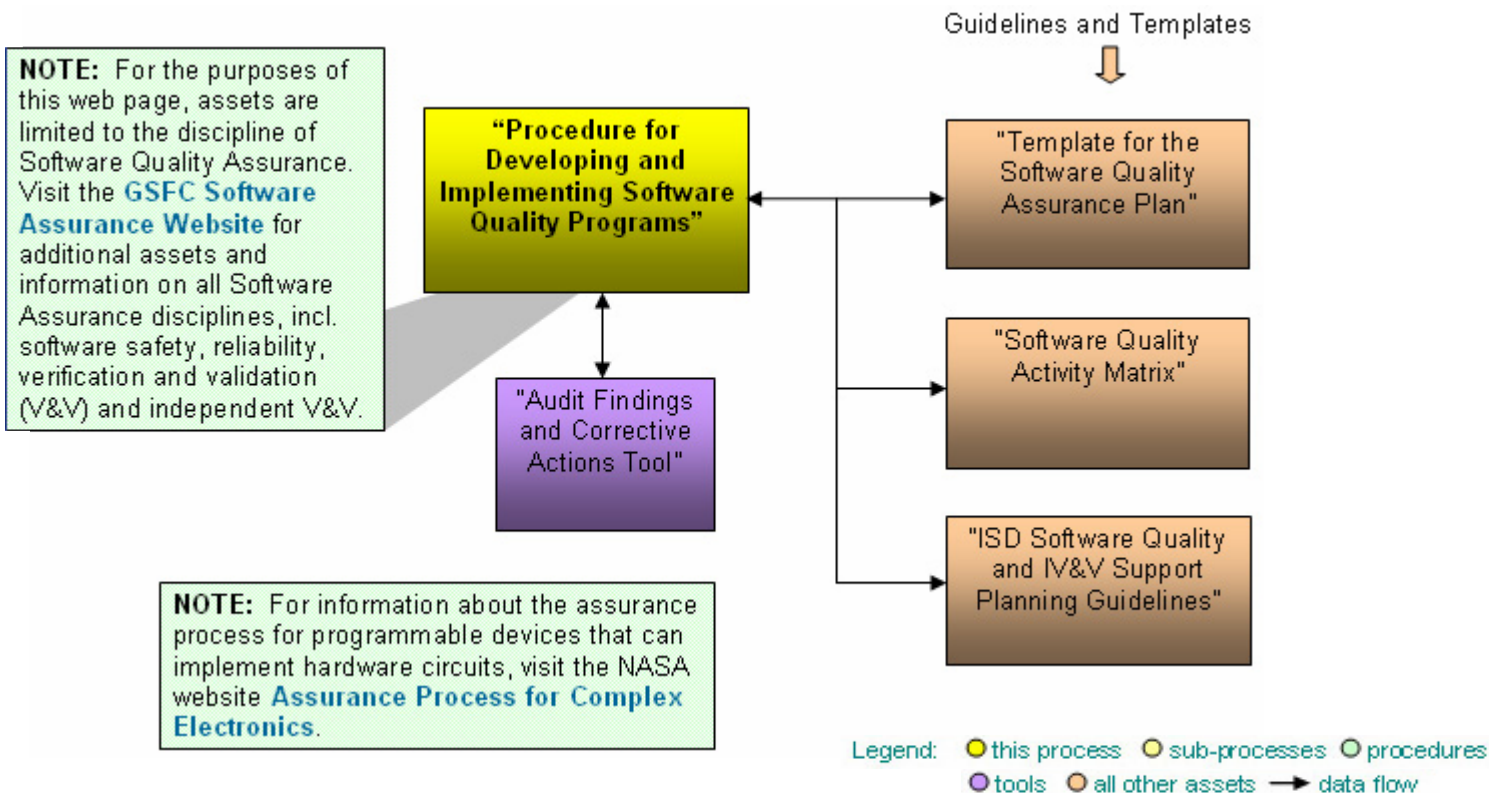 Guidelines and Templates
NOTE: For the purposes of
this web page, assets are
limited to the discipline of
Software Quality Assurance.
Visit the GSFC Software
Assurance Website for
additional assets and
information on all Software
Assurance disciplines, incl.
software safety, reliability,
verification and validation
(V&V) and independent V&V.
“Procedure for
Developing and
Implementing Software
Quality Programs”
"Template for the
Software Quality
Assurance Plan"
"Audit Findings
and Corrective
Actions Tool"
"Software Quality
Activity Matrix"
"ISD Software Quality
and IV&V Support
Planning Guidelines"
NOTE: For information about the assurance
process for programmable devices that can
implement hardware circuits, visit the NASA
website Assurance Process for Complex
Electronics.
Legend: this process sub-processes procedures
tools all other assets data flow